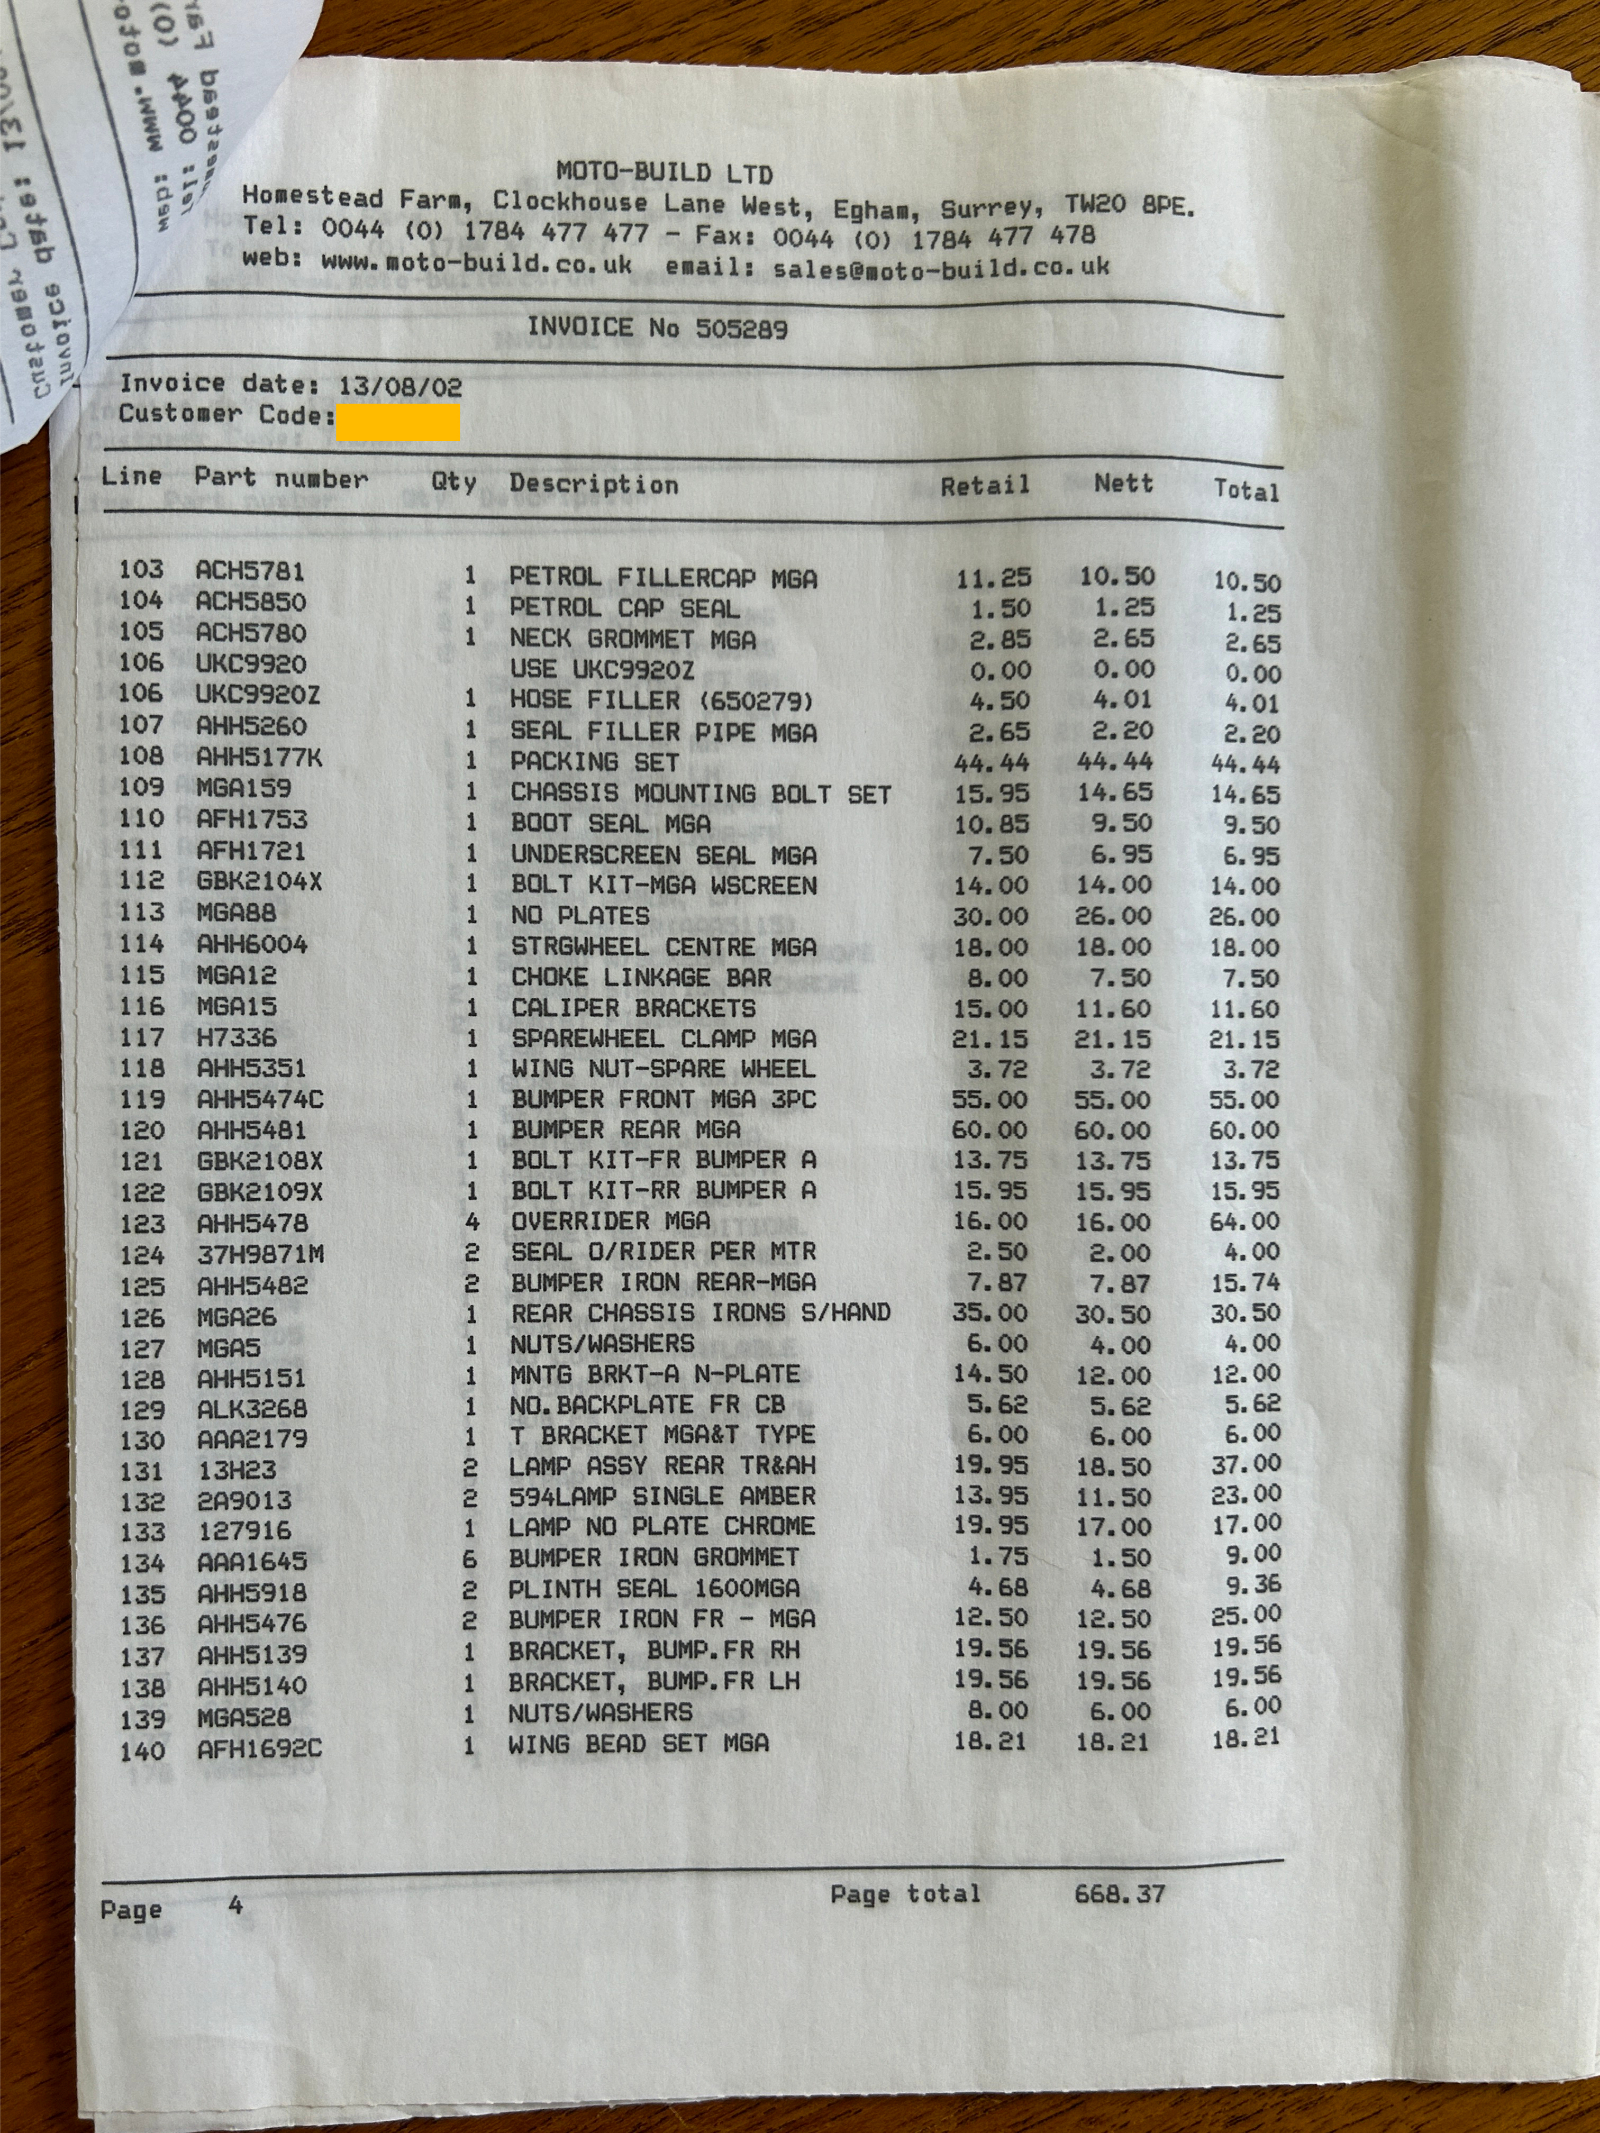 MOTO-BUILD LTD
Homestead Farm, Clockhouse Lane West, Egham, Surrey, TW20 8PE.
Tel: 0044 (0) 1784 477 477 - Fax: 0044 (0) 1784 477 478
web: www.moto-build.co.uk email: sales@moto-build.co.uk
INVOICE No 505289
Invoice date: 13/08/02
Customer Code:
Line Part number Qty Description Retail Nett Total
103 ACH5781 1 PETROL FILLERCAP MGA 11.25 10.50 10.50
104 ACH5850 1 PETROL CAP SEAL 1.50 1.25 1.25
105 ACH5780 1 NECK GROMMET MGA 2.85 2.65 2.65
106 UKC9920 USE UKC9920Z 0.00 0.00 0.00
106 UKC9920Z 1 HOSE FILLER (650279) 4.50 4.01 4.01
107 AHH5260 1 SEAL FILLER PIPE MGA 2.65 2.20 2.20
108 AHH5177K 1 PACKING SET 44.44 44.44 44.44
109 MGA159 1 CHASSIS MOUNTING BOLT SET 15.95 14.65 14.65
110 AFH1753 1 BOOT SEAL MGA 10.85 9.50 9.50
111 AFH1721 1 UNDERSCREEN SEAL MGA 7.50 6.95 6.95
112 GBK2104X 1 BOLT KIT-MGA WSCREEN 14.00 14.00 14.00
113 MGA88 1 NO PLATES 30.00 26.00 26.00
114 AHH6004 1 STRGWHEEL CENTRE MGA 18.00 18.00 18.00
115 MGA12 1 CHOKE LINKAGE BAR 8.00 7.50 7.50
116 MGA15 1 CALIPER BRACKETS 15.00 11.60 11.60
117 H7336 1 SPAREWHEEL CLAMP MGA 21.15 21.15 21.15
118 AHH5351 1 WING NUT-SPARE WHEEL 3.72 3.72 3.72
119 AHH5474C 1 BUMPER FRONT MGA 3PC 55.00 55.00 55.00
120 AHH5481 1 BUMPER REAR MGA 60.00 60.00 60.00
121 GBK2108X 1 BOLT KIT-FR BUMPER A 13.75 13.75 13.75
122 GBK2109X 1 BOLT KIT-RR BUMPER A 15.95 15.95 15.95
123 AHH5478 4 OVERRIDER MGA 16.00 16.00 64.00
124 37H9871M 2 SEAL O/RIDER PER MTR 2.50 2.00 4.00
125 AHH5482 2 BUMPER IRON REAR-MGA 7.87 7.87 15.74
126 MGA26 1 REAR CHASSIS IRONS S/HAND 35.00 30.50 30.50
127 MGA5 1 NUTS/WASHERS 6.00 4.00 4.00
128 AHH5151 1 MNTG BRKT-A N-PLATE 14.50 12.00 12.00
129 ALK3268 1 NO.BACKPLATE FR CB 5.62 5.62 5.62
130 AAA2179 1 T BRACKET MGA&T TYPE 6.00 6.00 6.00
131 13H23 2 LAMP ASSY REAR TR&AH 19.95 18.50 37.00
132 2A9013 2 594LAMP SINGLE AMBER 13.95 11.50 23.00
133 127916 1 LAMP NO PLATE CHROME 19.95 17.00 17.00
134 AAA1645 6 BUMPER IRON GROMMET 1.75 1.50 9.00
135 AHH5918 2 PLINTH SEAL 1600MGA 4.68 4.68 9.36
136 AHH5476 2 BUMPER IRON FR - MGA 12.50 12.50 25.00
137 AHH5139 1 BRACKET, BUMP.FR RH 19.56 19.56 19.56
138 AHH5140 1 BRACKET, BUMP.FR LH 19.56 19.56 19.56
139 MGA528 1 NUTS/WASHERS 8.00 6.00 6.00
140 AFH1692C 1 WING BEAD SET MGA 18.21 18.21 18.21
Page 4 Page total 668.37